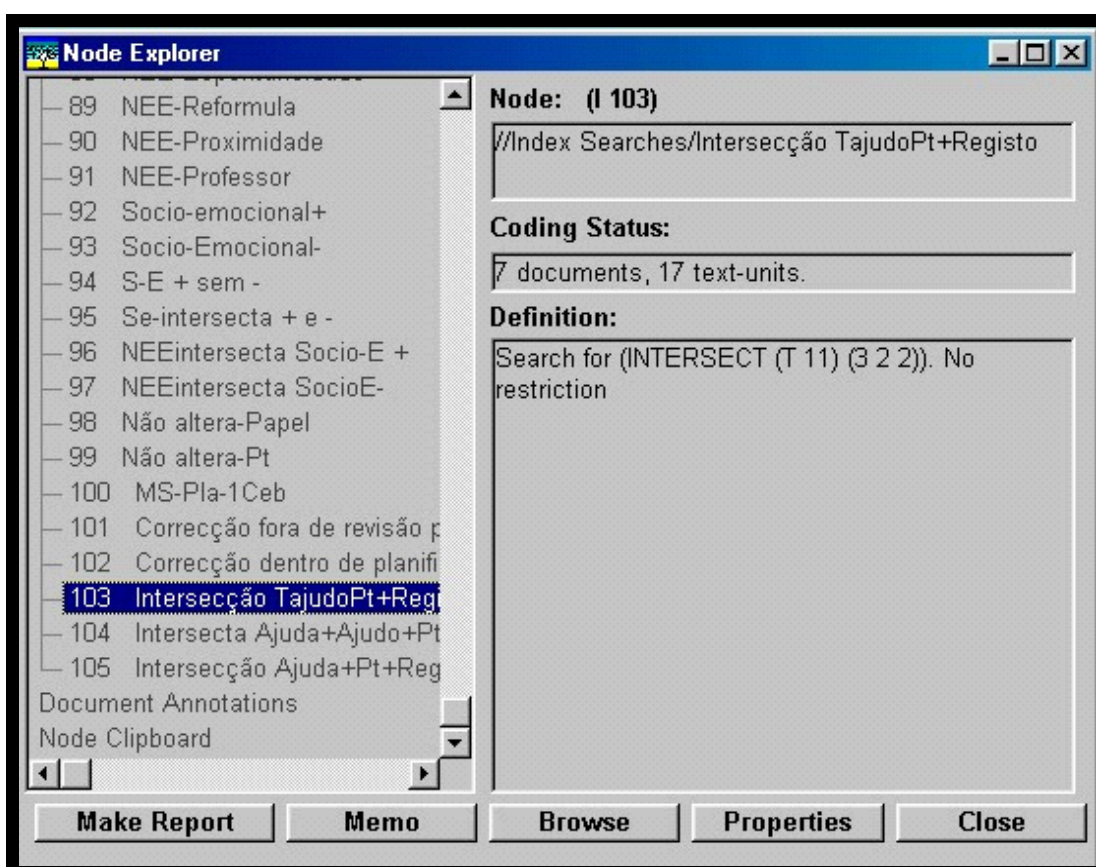 Node Explorer
89 NEE-Reformula
90 NEE-Proximidade
91 NEE-Professor
92 Socio-emocional+
93 Socio-Emocional-
94 S-E + sem -
95 Se-intersecta + e -
96 NEEintersecta Socio-E +
97 NEEintersecta SocioE-
98 Não altera-Papel
99 Não altera-Pt
100 MS-Pla-1Ceb
101 Correcção fora de revisão p
102 Correcção dentro de planifi
103 Intersecção TajudoPt+Regi
104 Intersecta Ajuda+Ajudo+Pt
105 Intersecção Ajuda+Pt+Reg
Document Annotations
Node Clipboard
Node: (I 103)
//Index Searches/Intersecção TajudoPt+Registo
Coding Status:
7 documents, 17 text-units.
Definition:
Search for (INTERSECT (T 11) (3 2 2)). No
restriction
Make Report Memo Browse Properties Close